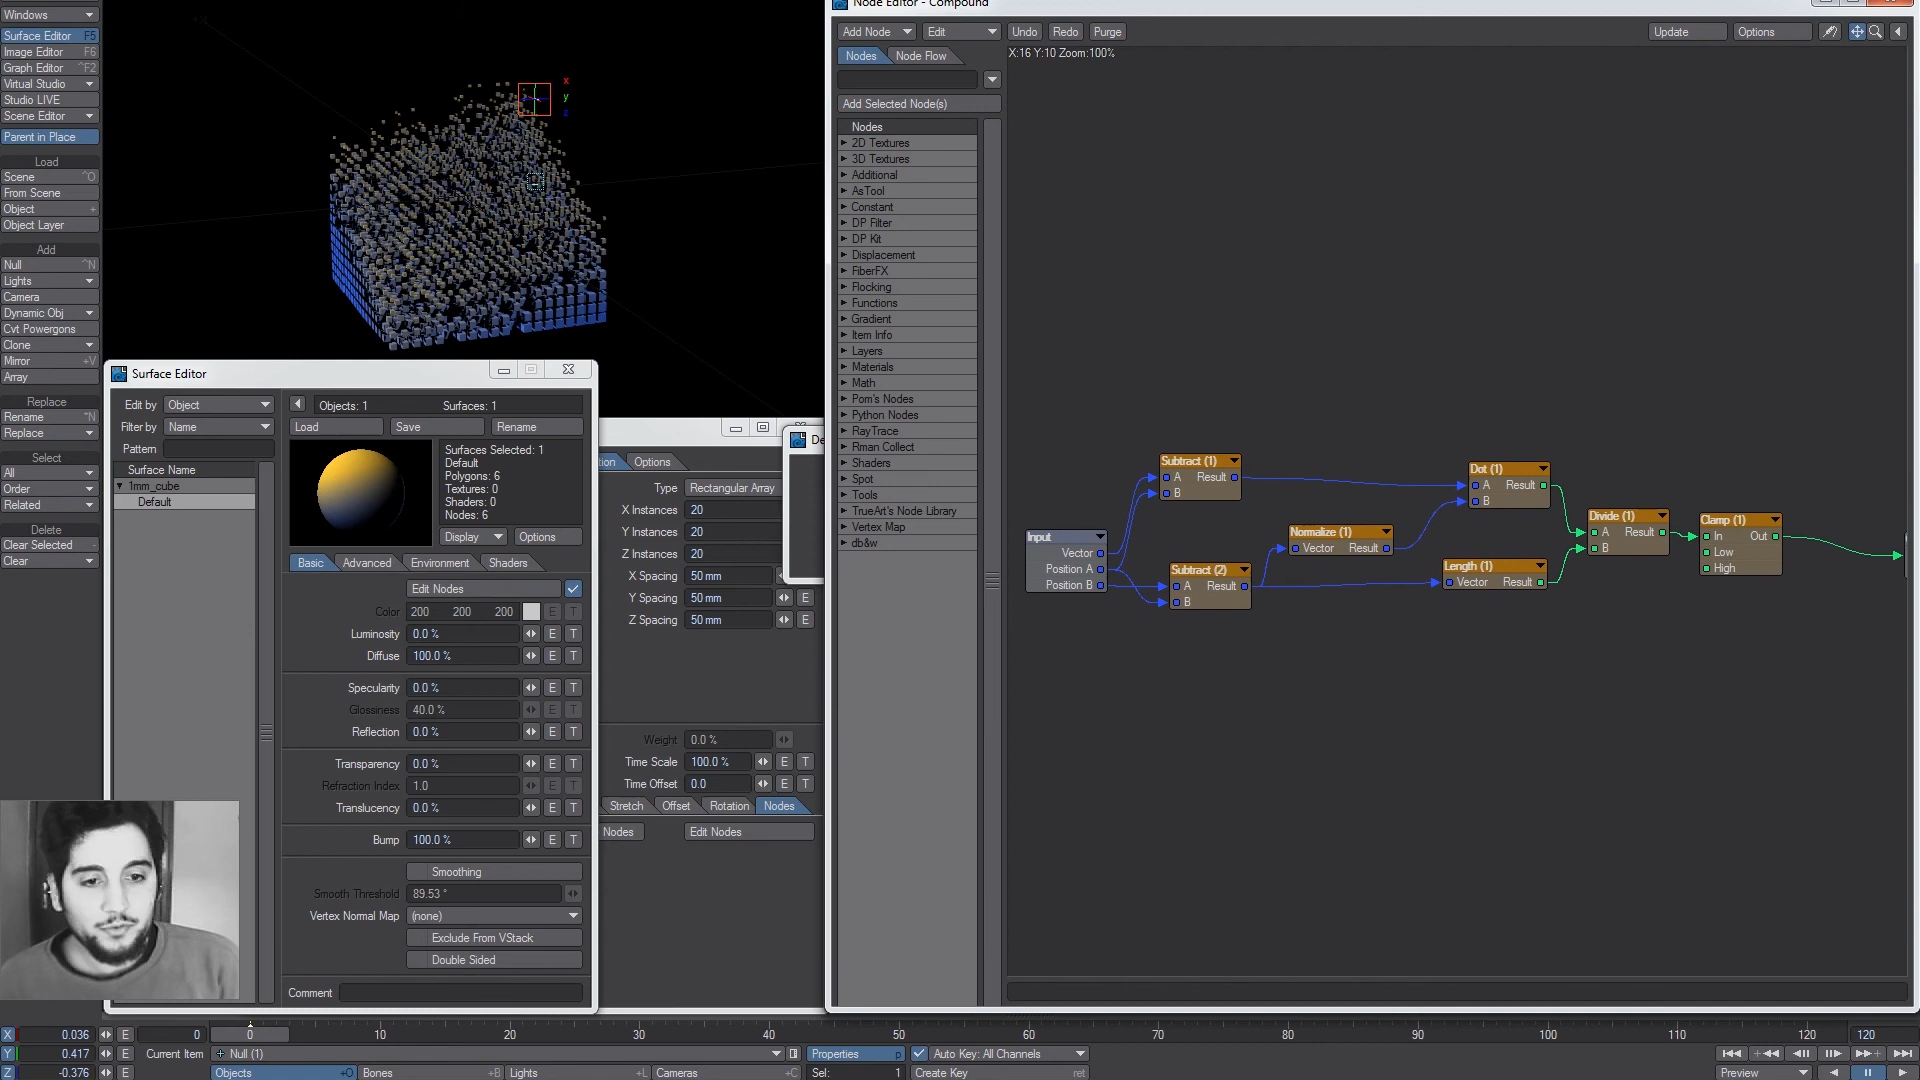 Windows
Surface Editor F5
Image Editor F6
Graph Editor ^F2
Virtual Studio
Studio LIVE
Scene Editor
Parent in Place
Load
Scene ^O
From Scene
Object +
Object Layer
Add
Null ^N
Lights
Camera
Dynamic Obj
Cvt Powergons
Clone
Mirror +V
Array
Replace
Rename "N
Replace
Select
All
Order
Related
Delete
Clear Selected -
Clear
x
y
z
Surface Editor
Edit by Object
Filter by Name
Pattern
Surface Name
1mm_cube
Default
Objects: 1 Surfaces: 1
Load Save Rename
Surfaces Selected: 1
Default
Polygons: 6
Textures: 0
Shaders: 0
Nodes: 6
Display Options
Basic Advanced Environment Shaders
Edit Nodes
Color 200 200 200 E T
Luminosity 0.0 % E T
Diffuse 100.0 % E T
Specularity 0.0 % E T
Glossiness 40.0 % E T
Reflection 0.0 % E T
Transparency 0.0 % E T
Refraction Index 1.0 E T
Translucency 0.0 % E T
Bump 100.0 % E T
Smoothing
Smooth Threshold 89.53 °
Vertex Normal Map (none)
Exclude From VStack
Double Sided
Comment
tion Options
De
Type Rectangular Array
X Instances 20
Y Instances 20
Z Instances 20
X Spacing 50 mm
Y Spacing 50 mm E
Z Spacing 50 mm E
Weight 0.0 %
Time Scale 100.0 % E T
Time Offset 0.0 E T
Stretch Offset Rotation Nodes
Nodes Edit Nodes
Node Editor - Compound
Add Node Edit Undo Redo Purge Update Options
Nodes Node Flow
X:16 Y:10 Zoom:100%
Add Selected Node(s)
Nodes
2D Textures
3D Textures
Additional
AsTool
Constant
DP Filter
DP Kit
Displacement
FiberFX
Flocking
Functions
Gradient
Item Info
Layers
Materials
Math
Pom's Nodes
Python Nodes
RayTrace
Rman Collect
Shaders
Spot
Tools
TrueArt's Node Library
Vertex Map
db&w
Input
Vector
Position A
Position B
Subtract (1)
A Result
B
Subtract (2)
A Result
B
Normalize (1)
Vector Result
Dot (1)
A Result
B
Length (1)
Vector Result
Divide (1)
A Result
B
Clamp (1)
In Out
Low
High
X 0.036 E 0 0 10 20 30 40 50 60 70 80 90 100 110 120 120
Y 0.417 E Current Item Null (1) Properties p Auto Key: All Channels
Z -0.376 E Objects +O Bones +B Lights +L Cameras +C Sel: 1 Create Key ret Preview